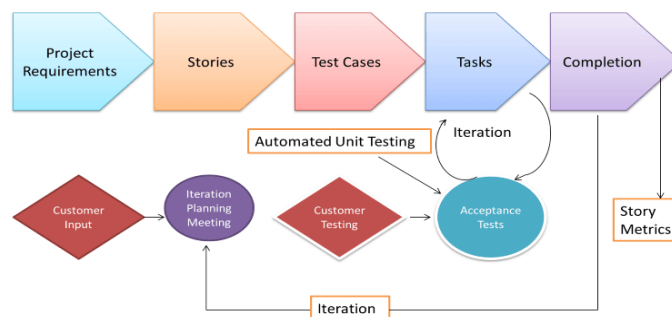 Project
Requirements
Stories
Test Cases
Tasks
Completion
Automated Unit Testing
Iteration
Customer
Input
Iteration
Planning
Meeting
Customer
Testing
Acceptance
Tests
Story
Metrics
Iteration